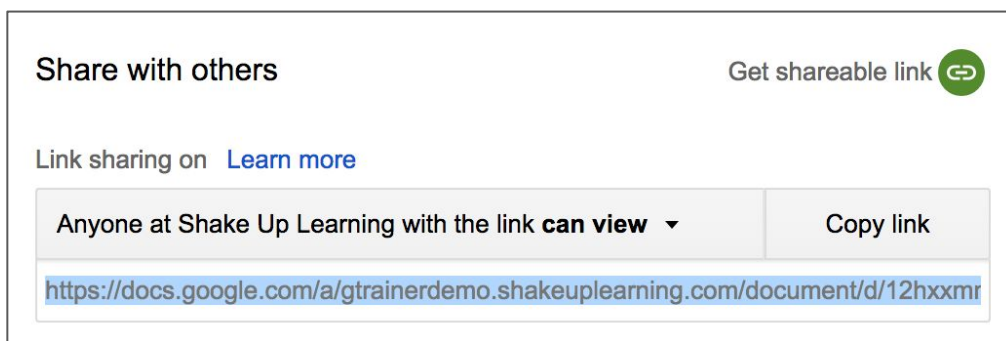 Share with others
Get shareable link
Link sharing on Learn more
Anyone at Shake Up Learning with the link can view
Copy link
https://docs.google.com/a/gtrainerdemo.shakeuplearning.com/document/d/12hxxmr